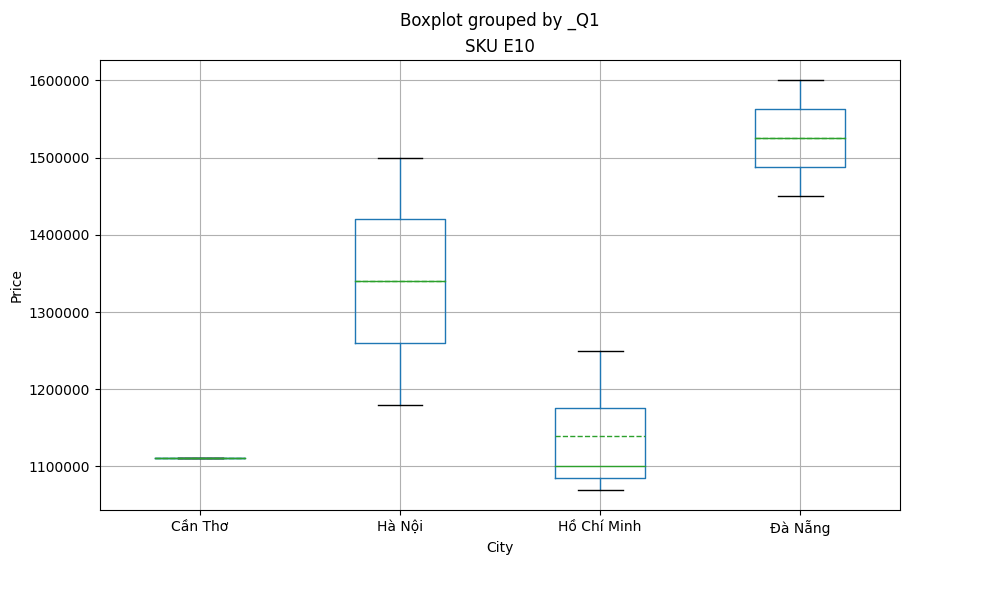 Boxplot grouped by _Q1
SKU E10
1600000
1500000
1400000
1300000
1200000
1100000
Price
Cần Thơ
Hà Nội
Hồ Chí Minh
Đà Nẵng
City